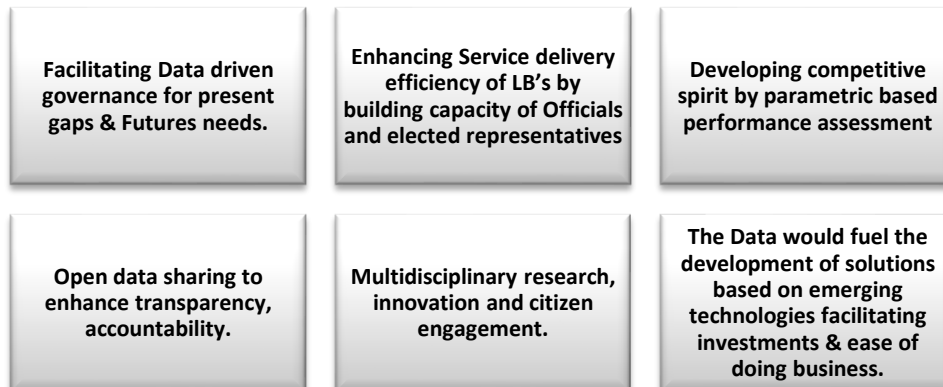 Facilitating Data driven
governance for present
gaps & Futures needs.
Enhancing Service delivery
efficiency of LB's by
building capacity of Officials
and elected representatives
Developing competitive
spirit by parametric based
performance assessment
Open data sharing to
enhance transparency,
accountability.
Multidisciplinary research,
innovation and citizen
engagement.
The Data would fuel the
development of solutions
based on emerging
technologies facilitating
investments & ease of
doing business.